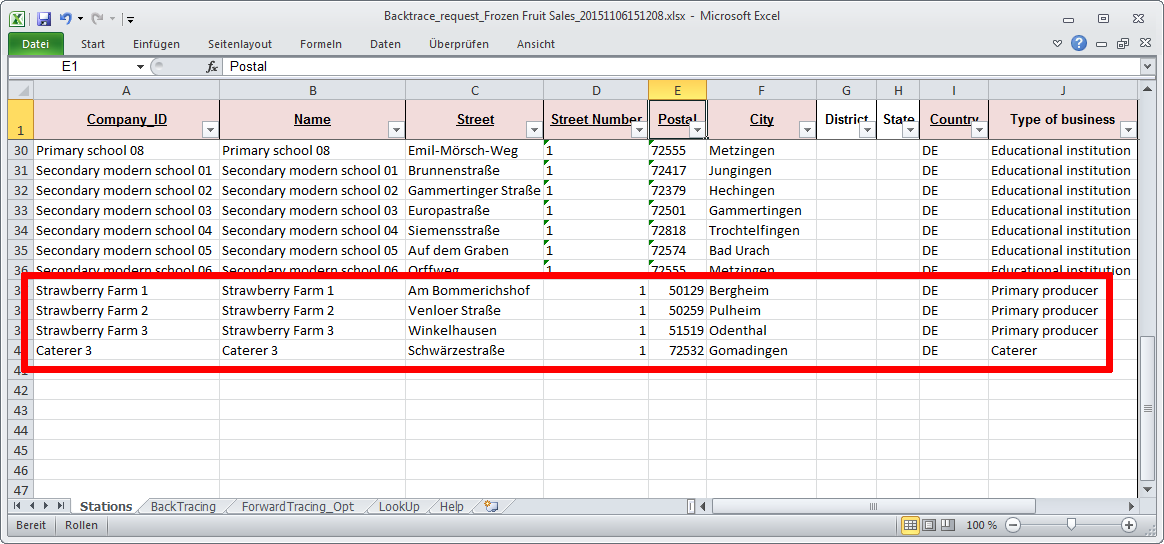 Backtrace_request_Frozen Fruit Sales_20151106151208.xlsx - Microsoft Excel
Datei Start Einfügen Seitenlayout Formeln Daten Überprüfen Ansicht
E1 fx Postal
A B C D E F G H I J
1 Company_ID Name Street Street Number Postal City District State Country Type of business
30 Primary school 08 Primary school 08 Emil-Mörsch-Weg 1 72555 Metzingen DE Educational institution
31 Secondary modern school 01 Secondary modern school 01 Brunnenstraße 1 72417 Jungingen DE Educational institution
32 Secondary modern school 02 Secondary modern school 02 Gammertinger Straße 1 72379 Hechingen DE Educational institution
33 Secondary modern school 03 Secondary modern school 03 Europastraße 1 72501 Gammertingen DE Educational institution
34 Secondary modern school 04 Secondary modern school 04 Siemensstraße 1 72818 Trochtelfingen DE Educational institution
35 Secondary modern school 05 Secondary modern school 05 Auf dem Graben 1 72574 Bad Urach DE Educational institution
36 Secondary modern school 06 Secondary modern school 06 Orffweg 1 72555 Metzingen DE Educational institution
Strawberry Farm 1 Strawberry Farm 1 Am Bommerichshof 1 50129 Bergheim DE Primary producer
Strawberry Farm 2 Strawberry Farm 2 Venloer Straße 1 50259 Pulheim DE Primary producer
Strawberry Farm 3 Strawberry Farm 3 Winkelhausen 1 51519 Odenthal DE Primary producer
Caterer 3 Caterer 3 Schwärzestraße 1 72532 Gomadingen DE Caterer
41
42
43
44
45
46
47
Stations BackTracing ForwardTracing_Opt LookUp Help
Bereit Rollen 100 %